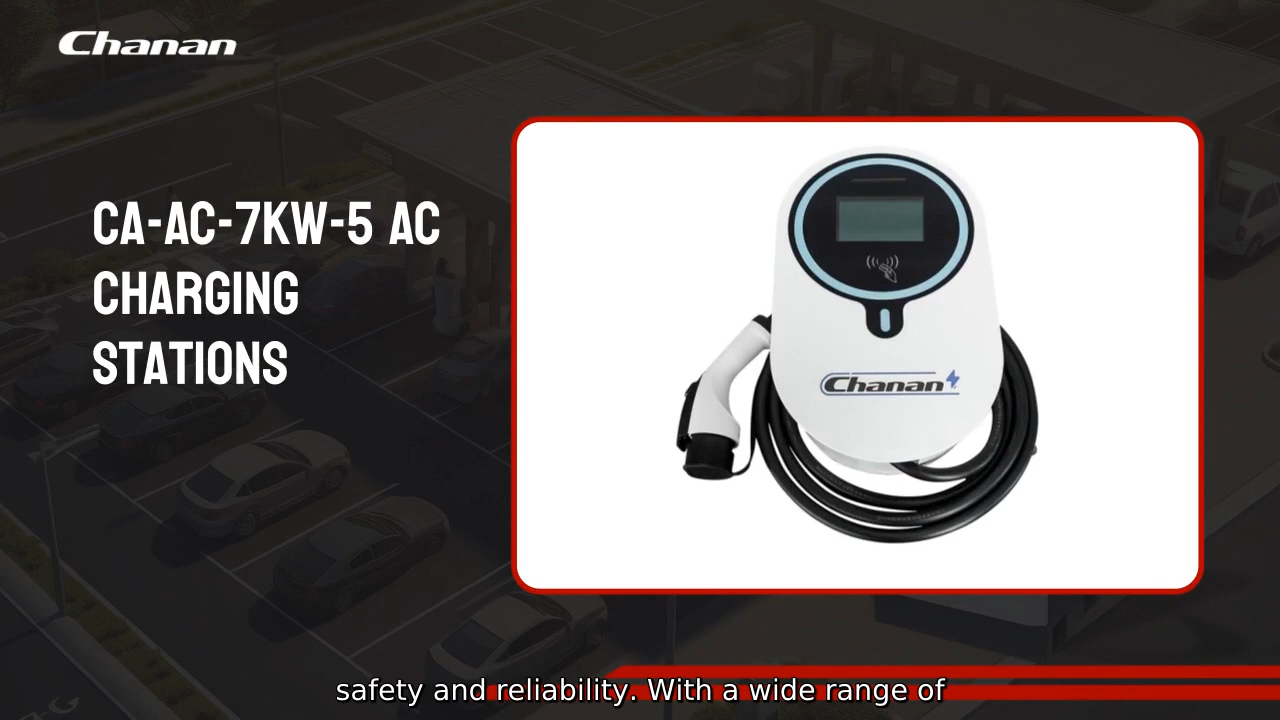 Chanan
CA-AC-7KW-5 AC
CHARGING
STATIONS
Chanan
safety and reliability. With a wide range of